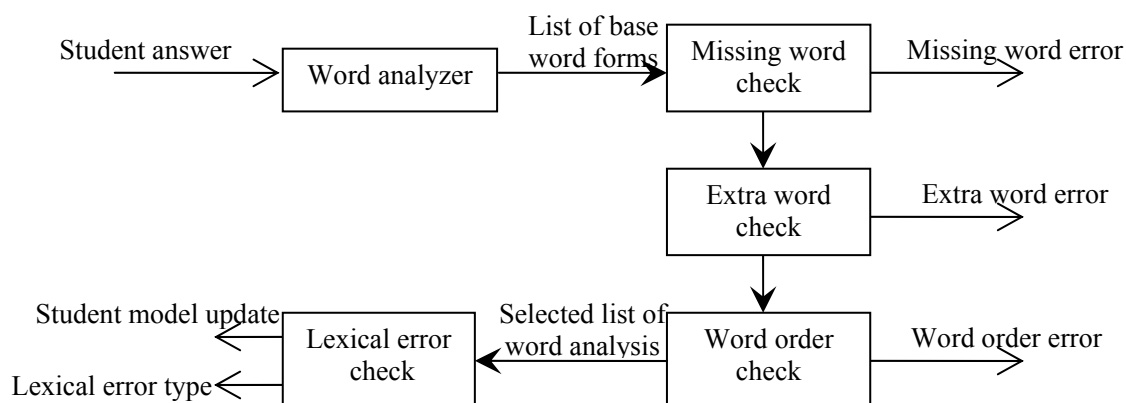 Student answer
Word analyzer
List of base
word forms
Missing word
check
Missing word error
Extra word
check
Extra word error
Student model update
Lexical error type
Lexical error
check
Selected list of
word analysis
Word order
check
Word order error